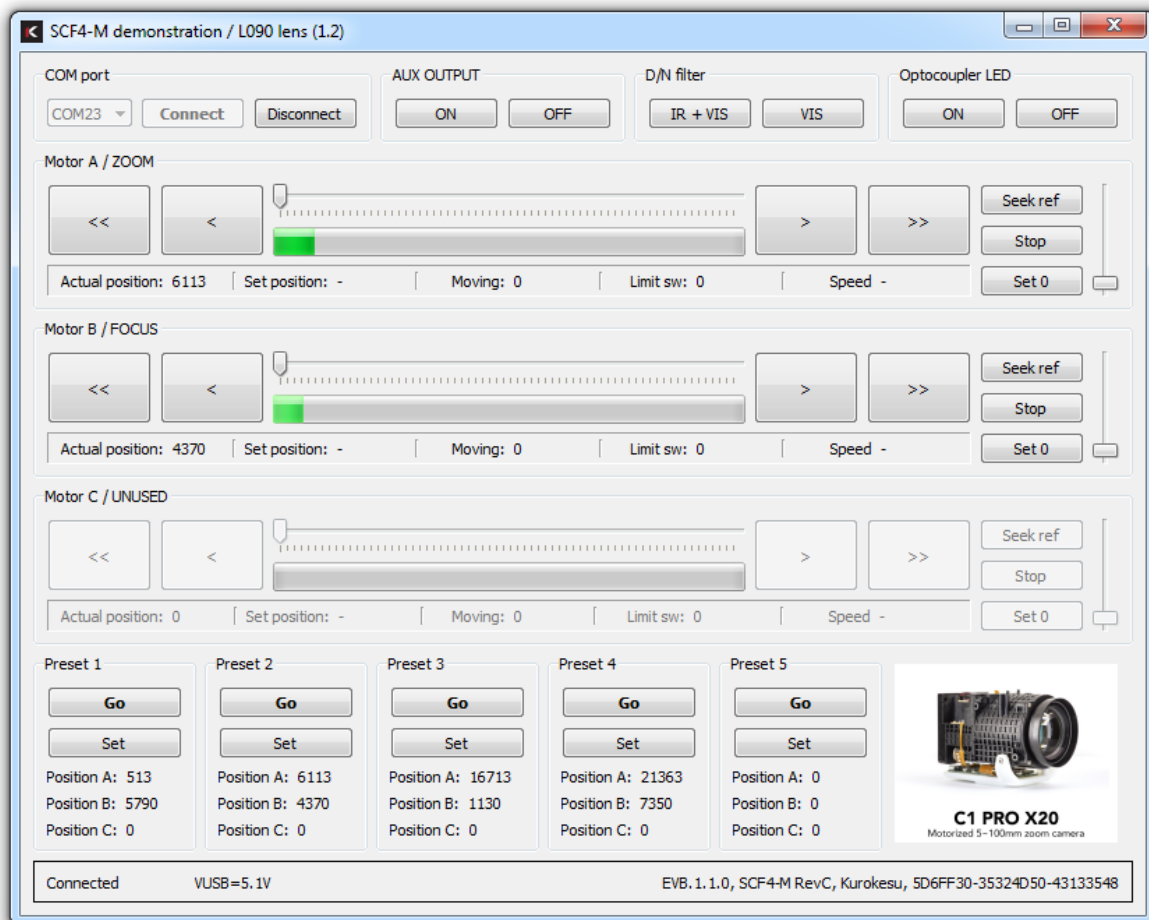 SCF4-M demonstration / L090 lens (1.2)
COM port
AUX OUTPUT
D/N filter
Optocoupler LED
COM23 Connect Disconnect
ON OFF
IR + VIS VIS
ON OFF
Motor A / ZOOM
<< < > >>
Seek ref
Stop
Set 0
Actual position: 6113 Set position: - Moving: 0 Limit sw: 0 Speed -
Motor B / FOCUS
<< < > >>
Seek ref
Stop
Set 0
Actual position: 4370 Set position: - Moving: 0 Limit sw: 0 Speed -
Motor C / UNUSED
<< < > >>
Seek ref
Stop
Set 0
Actual position: 0 Set position: - Moving: 0 Limit sw: 0 Speed -
Preset 1
Go
Set
Position A: 513
Position B: 5790
Position C: 0
Preset 2
Go
Set
Position A: 6113
Position B: 4370
Position C: 0
Preset 3
Go
Set
Position A: 16713
Position B: 1130
Position C: 0
Preset 4
Go
Set
Position A: 21363
Position B: 7350
Position C: 0
Preset 5
Go
Set
Position A: 0
Position B: 0
Position C: 0
C1 PRO X20
Motorized 5-100mm zoom camera
Connected VUSB=5.1V EVB.1.1.0, SCF4-M RevC, Kurokesu, 5D6FF30-35324D50-43133548